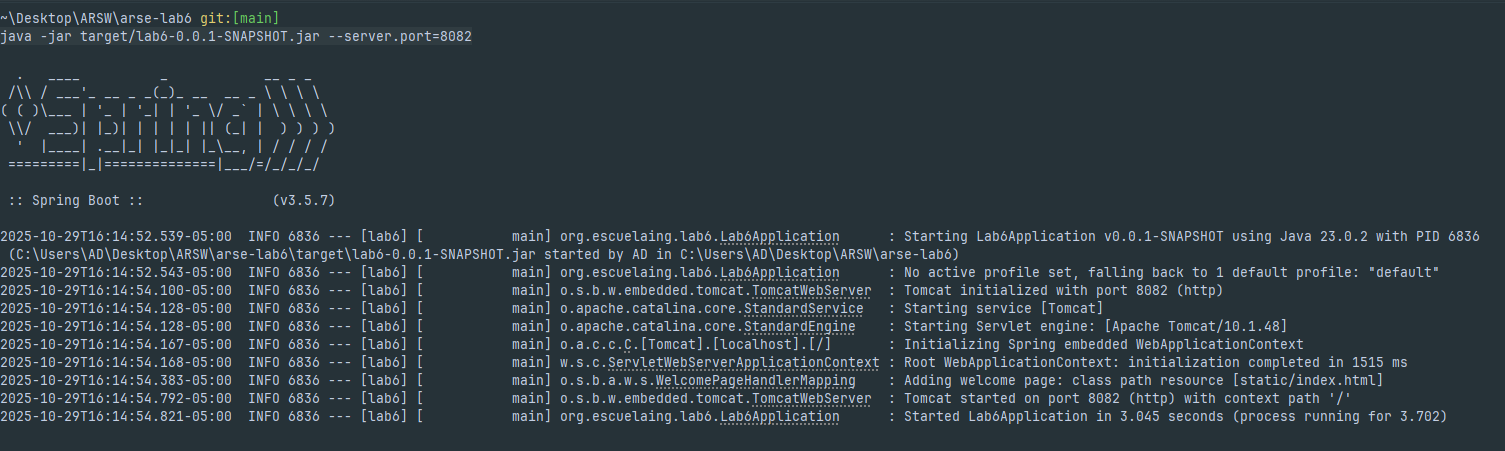 ~\Desktop\ARSW\arse-lab6 git:[main]
java -jar target/lab6-0.0.1-SNAPSHOT.jar --server.port=8082

  .   ____          _            __ _ _
 /\\ / ___'_ __ _ _(_)_ __  __ _ \ \ \ \
( ( )\___ | '_ | '_| | '_ \/ _` | \ \ \ \
 \\/  ___)| |_)| | | | | || (_| |  ) ) ) )
  '  |____| .__|_| |_|_| |_\__, | / / / /
 =========|_|==============|___/=/_/_/_/

 :: Spring Boot ::                (v3.5.7)

2025-10-29T16:14:52.539-05:00  INFO 6836 --- [lab6] [           main] org.escuelaing.lab6.Lab6Application      : Starting Lab6Application v0.0.1-SNAPSHOT using Java 23.0.2 with PID 6836
 (C:\Users\AD\Desktop\ARSW\arse-lab6\target\lab6-0.0.1-SNAPSHOT.jar started by AD in C:\Users\AD\Desktop\ARSW\arse-lab6)
2025-10-29T16:14:52.543-05:00  INFO 6836 --- [lab6] [           main] org.escuelaing.lab6.Lab6Application      : No active profile set, falling back to 1 default profile: "default"
2025-10-29T16:14:54.100-05:00  INFO 6836 --- [lab6] [           main] o.s.b.w.embedded.tomcat.TomcatWebServer  : Tomcat initialized with port 8082 (http)
2025-10-29T16:14:54.128-05:00  INFO 6836 --- [lab6] [           main] o.apache.catalina.core.StandardService   : Starting service [Tomcat]
2025-10-29T16:14:54.128-05:00  INFO 6836 --- [lab6] [           main] o.apache.catalina.core.StandardEngine    : Starting Servlet engine: [Apache Tomcat/10.1.48]
2025-10-29T16:14:54.167-05:00  INFO 6836 --- [lab6] [           main] o.a.c.c.C.[Tomcat].[localhost].[/]       : Initializing Spring embedded WebApplicationContext
2025-10-29T16:14:54.168-05:00  INFO 6836 --- [lab6] [           main] w.s.c.ServletWebServerApplicationContext : Root WebApplicationContext: initialization completed in 1515 ms
2025-10-29T16:14:54.383-05:00  INFO 6836 --- [lab6] [           main] o.s.b.a.w.s.WelcomePageHandlerMapping    : Adding welcome page: class path resource [static/index.html]
2025-10-29T16:14:54.792-05:00  INFO 6836 --- [lab6] [           main] o.s.b.w.embedded.tomcat.TomcatWebServer  : Tomcat started on port 8082 (http) with context path '/'
2025-10-29T16:14:54.821-05:00  INFO 6836 --- [lab6] [           main] org.escuelaing.lab6.Lab6Application      : Started Lab6Application in 3.045 seconds (process running for 3.702)